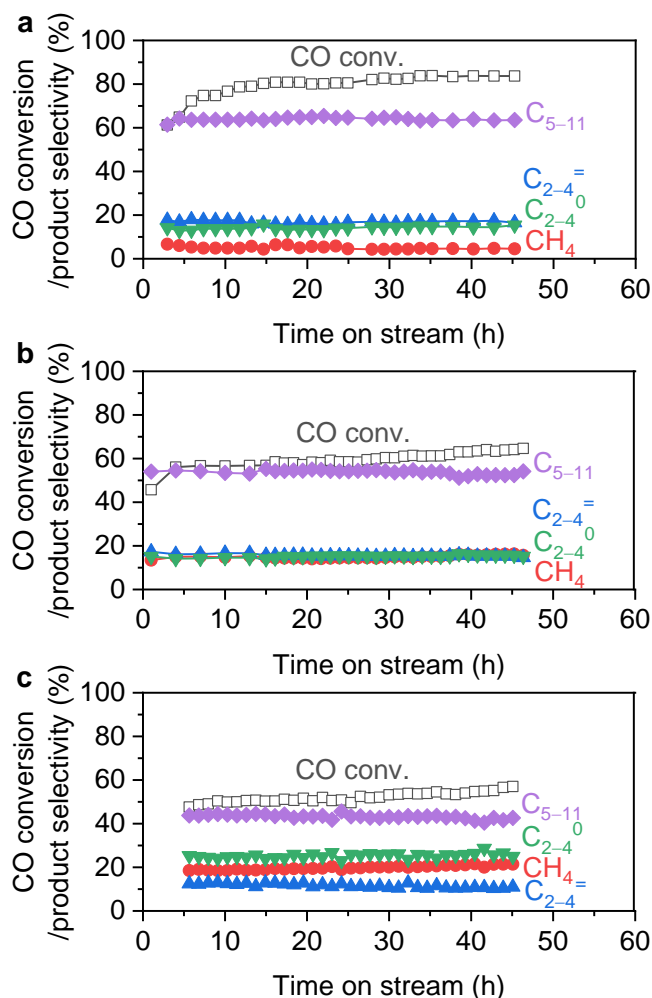 a
CO conversion
/product selectivity (%)
100
80
60
40
20
0
CO conv.
C5–11
C2–4=
C2–40
CH4
0 10 20 30 40 50 60
Time on stream (h)
b
CO conversion
/product selectivity (%)
100
80
60
40
20
0
CO conv.
C5–11
C2–4=
C2–40
CH4
0 10 20 30 40 50 60
Time on stream (h)
c
CO conversion
/product selectivity (%)
100
80
60
40
20
0
CO conv.
C5–11
C2–40
CH4
C2–4=
0 10 20 30 40 50 60
Time on stream (h)